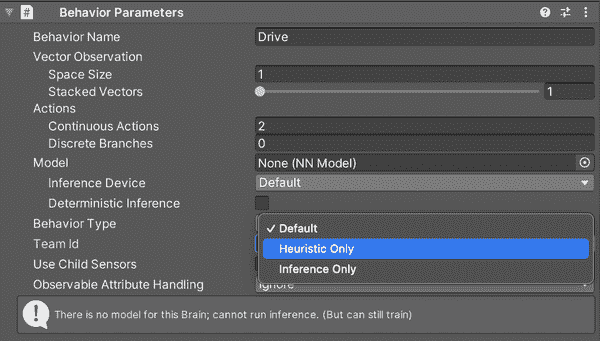 Behavior Parameters
Behavior Name Drive
Vector Observation
Space Size 1
Stacked Vectors 1
Actions
Continuous Actions 2
Discrete Branches 0
Model None (NN Model)
Inference Device Default
Deterministic Inference
Behavior Type
✓ Default
Team Id
Heuristic Only
Use Child Sensors
Inference Only
Observable Attribute Handling Ignore
There is no model for this Brain; cannot run inference. (But can still train)